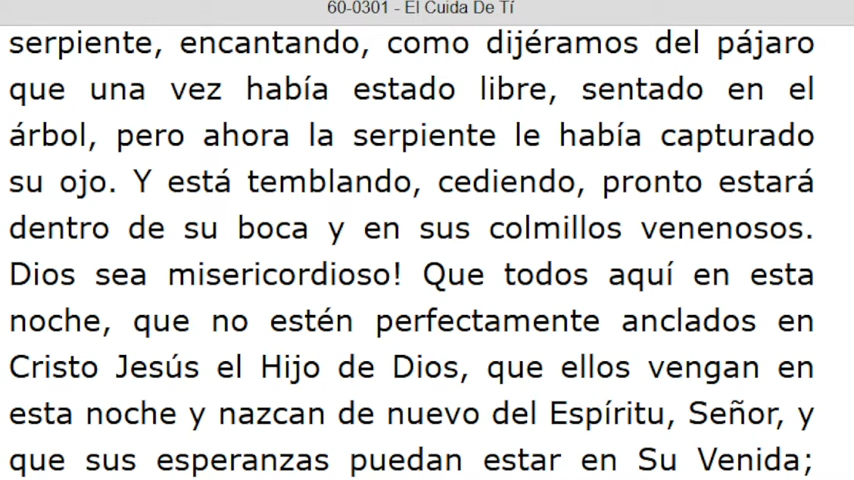 60-0301 - El Cuida De Tí
serpiente, encantando, como dijéramos del pájaro
que una vez había estado libre, sentado en el
árbol, pero ahora la serpiente le había capturado
su ojo. Y está temblando, cediendo, pronto estará
dentro de su boca y en sus colmillos venenosos.
Dios sea misericordioso! Que todos aquí en esta
noche, que no estén perfectamente anclados en
Cristo Jesús el Hijo de Dios, que ellos vengan en
esta noche y nazcan de nuevo del Espíritu, Señor, y
que sus esperanzas puedan estar en Su Venida;